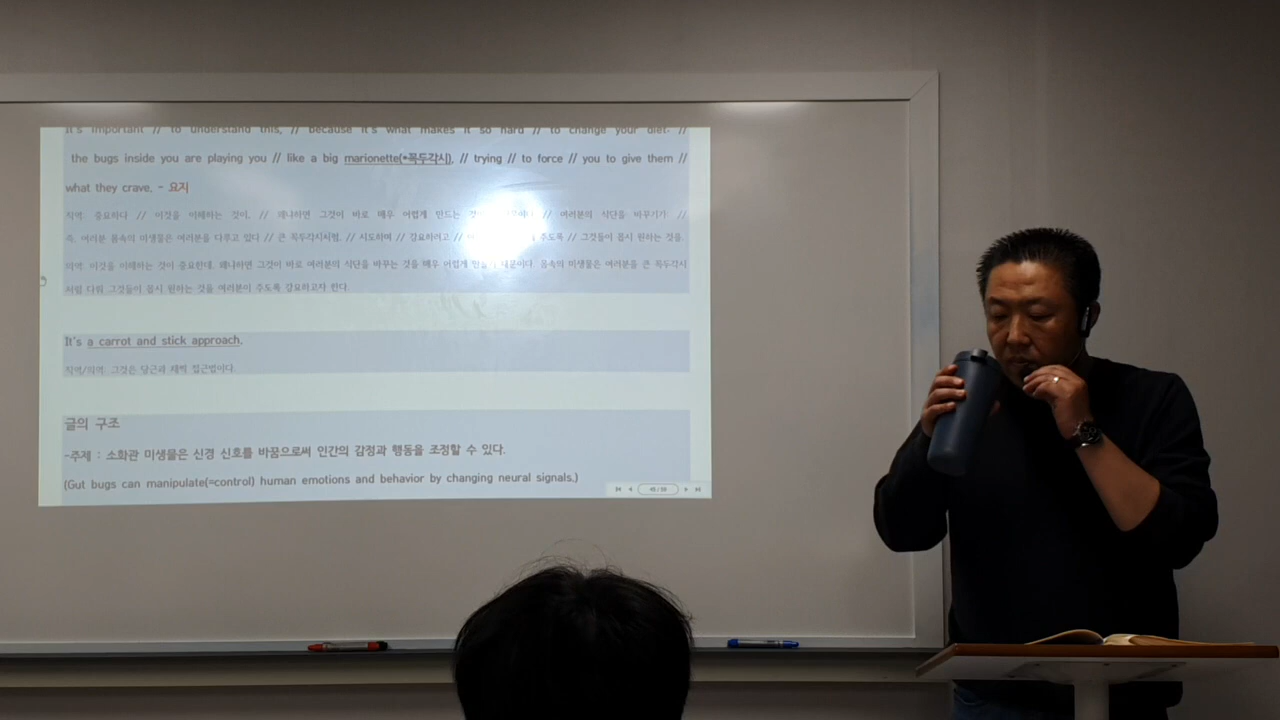 It's important // to understand this, // because it's what makes it so hard // to change your diet: //
the bugs inside you are playing you // like a big marionette(*꼭두각시), // trying // to force // you to give them //
what they crave. - 요지
직역: 중요하다 // 이것을 이해하는 것이, // 왜냐하면 그것이 바로 매우 어렵게 만드는 // 여러분의 식단을 바꾸기가 //
즉, 여러분 몸속의 미생물은 여러분을 다루고 있다 // 큰 꼭두각시처럼, // 시도하며 // 강요하려고 // 주도록 // 그것들이 몹시 원하는 것을.
의역: 이것을 이해하는 것이 중요한데, 왜냐하면 그것이 바로 여러분의 식단을 바꾸는 것을 매우 어렵게 때문이다. 몸속의 미생물은 여러분을 큰 꼭두각시
처럼 다뤄 그것들이 몹시 원하는 것을 여러분이 주도록 강요하고자 한다.
It's a carrot and stick approach.
직역/의역: 그것은 당근과 채찍 접근법이다.
글의 구조
-주제 : 소화관 미생물은 신경 신호를 바꿈으로써 인간의 감정과 행동을 조정할 수 있다.
(Gut bugs can manipulate(=control) human emotions and behavior by changing neural signals.)